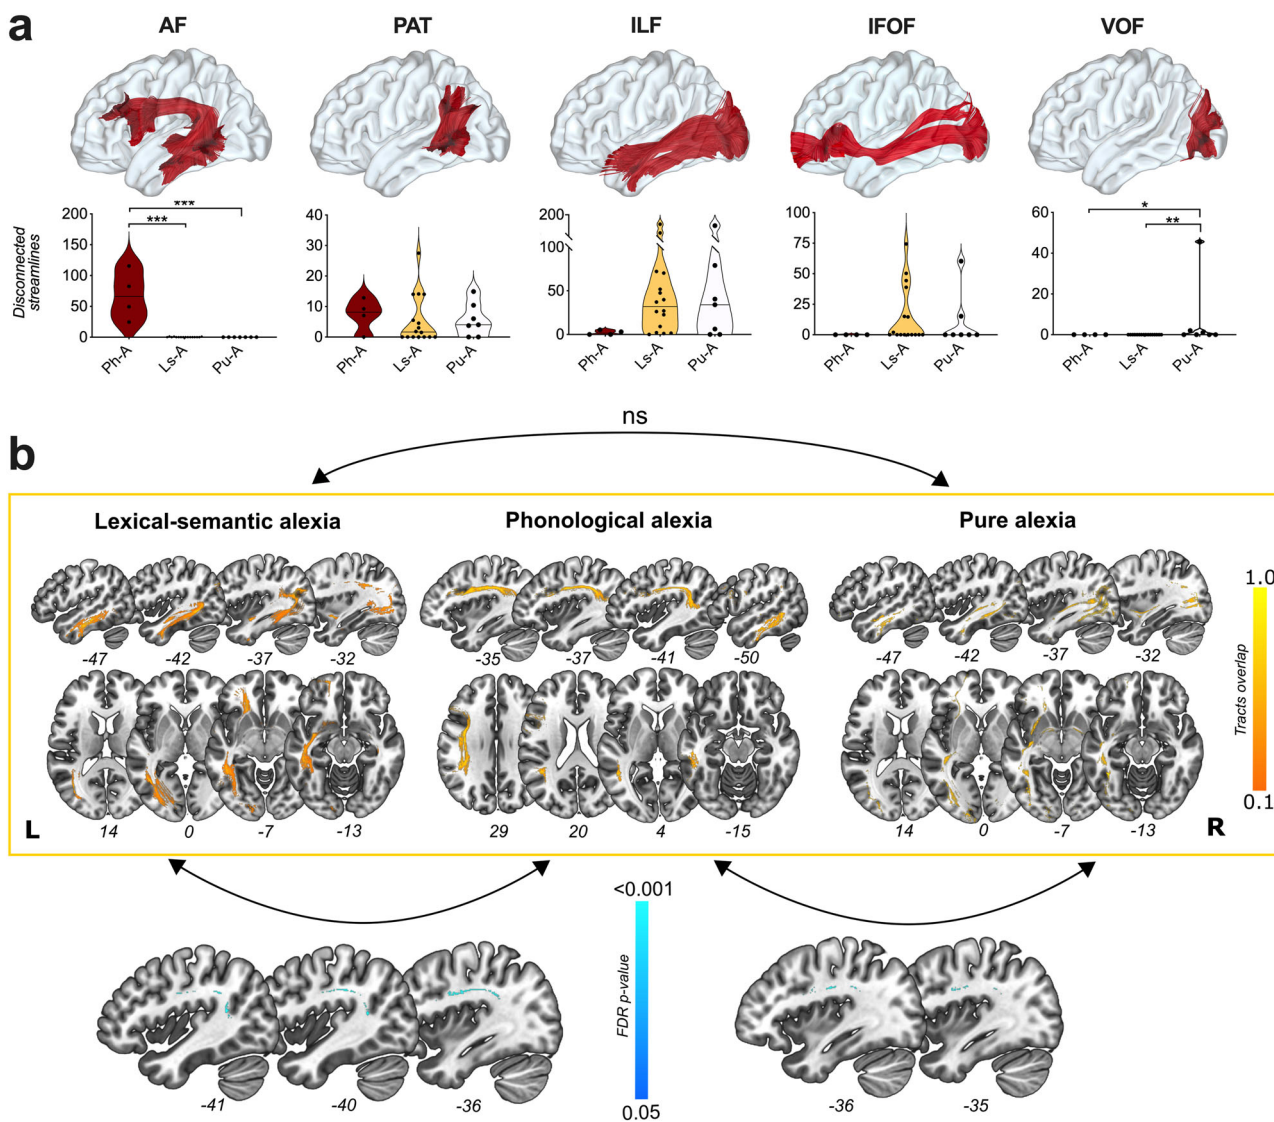 a
AF PAT ILF IFOF VOF
Disconnected
streamlines
200
150
100
50
0
***
***
Ph-A Ls-A Pu-A
40
30
20
10
0
Ph-A Ls-A Pu-A
200
100
50
0
Ph-A Ls-A Pu-A
100
75
50
25
0
Ph-A Ls-A Pu-A
60
40
20
0
*
**
Ph-A Ls-A Pu-A
ns
b
Lexical-semantic alexia Phonological alexia Pure alexia
-47 -42 -37 -32 -35 -37 -41 -50 -47 -42 -37 -32
14 0 -7 -13 29 20 4 -15 14 0 -7 -13
L R
1.0
Tracts overlap
0.1
<0.001
FDR p-value
0.05
-41 -40 -36 -36 -35